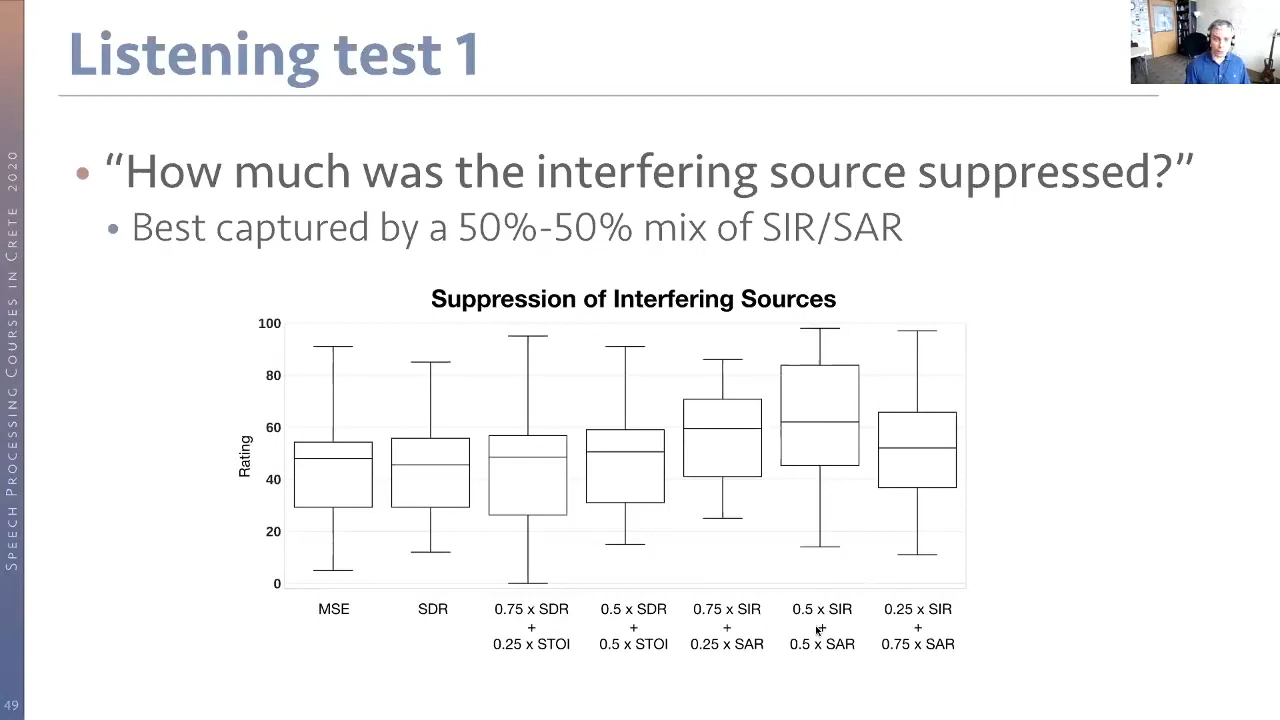 Listening test 1
• “How much was the interfering source suppressed?”
• Best captured by a 50%-50% mix of SIR/SAR
Suppression of Interfering Sources
100
80
60
40
20
0
Rating
MSE
SDR
0.75 x SDR
+
0.25 x STOI
0.5 x SDR
+
0.5 x STOI
0.75 x SIR
+
0.25 x SAR
0.5 x SIR
+
0.5 x SAR
0.25 x SIR
+
0.75 x SAR
Speech Processing Courses in Crete 2020
49